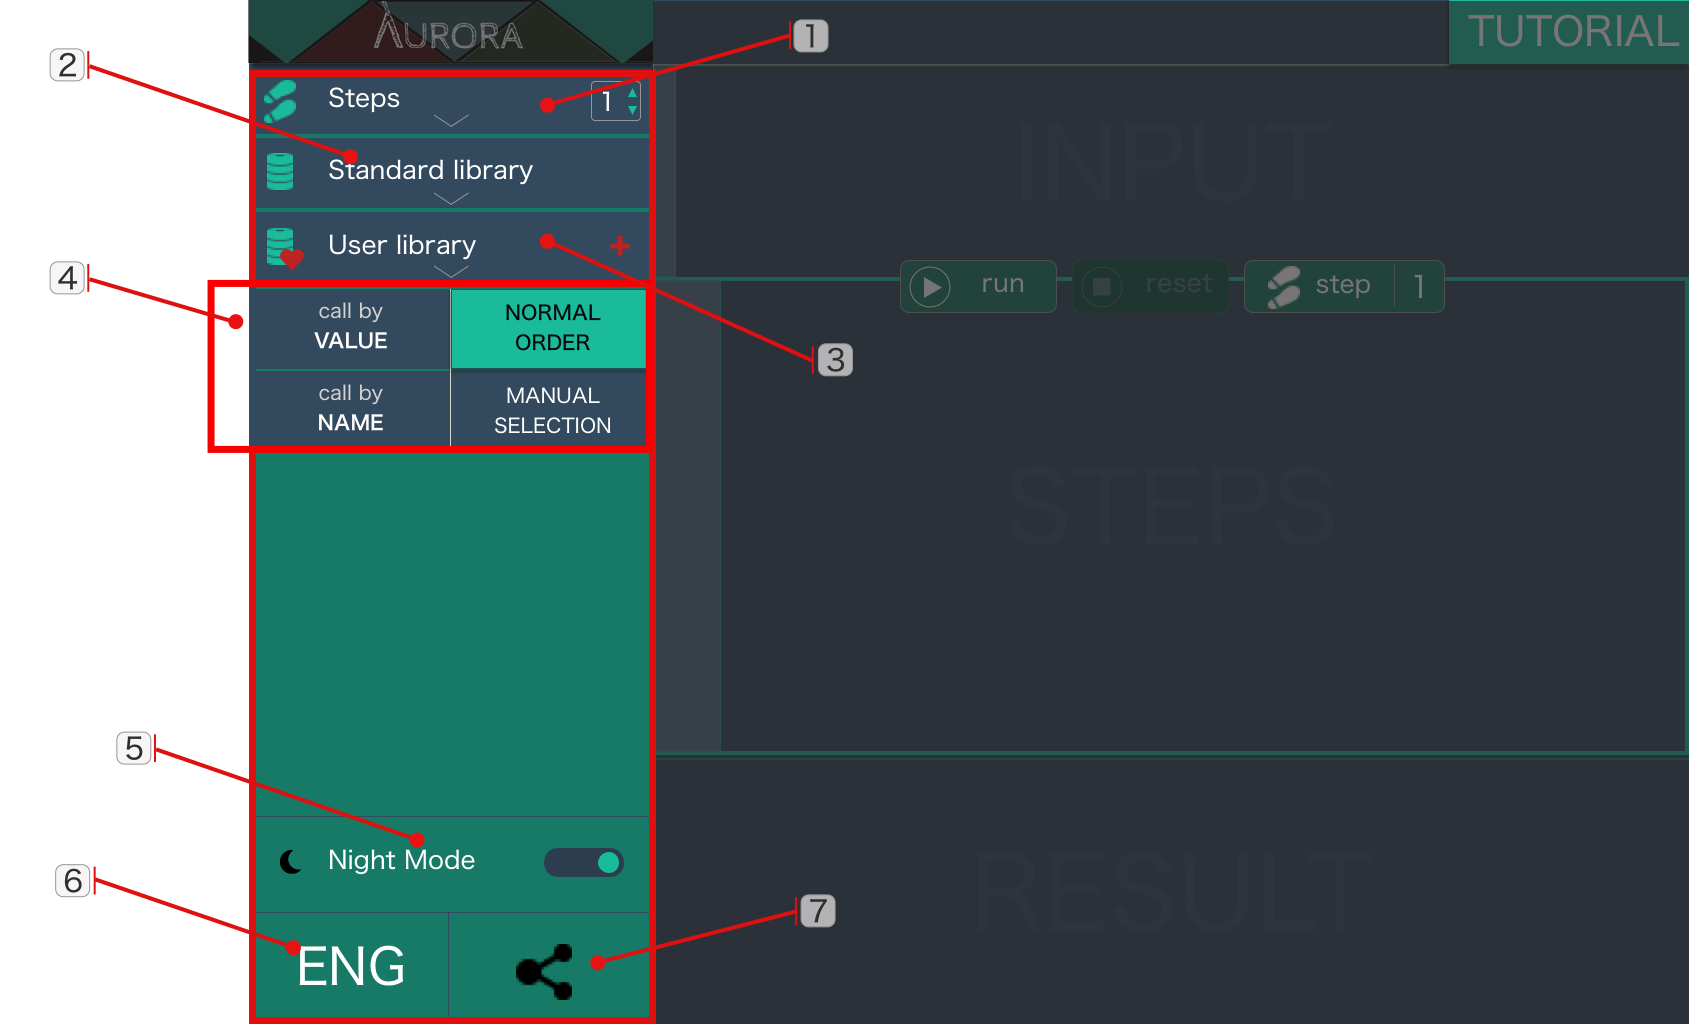 λURORA
TUTORIAL
1
2
Steps
1
Standard library
User library
+
3
4
call by
VALUE
NORMAL
ORDER
call by
NAME
MANUAL
SELECTION
INPUT
run
reset
step
1
STEPS
5
Night Mode
6
ENG
7
RESULT